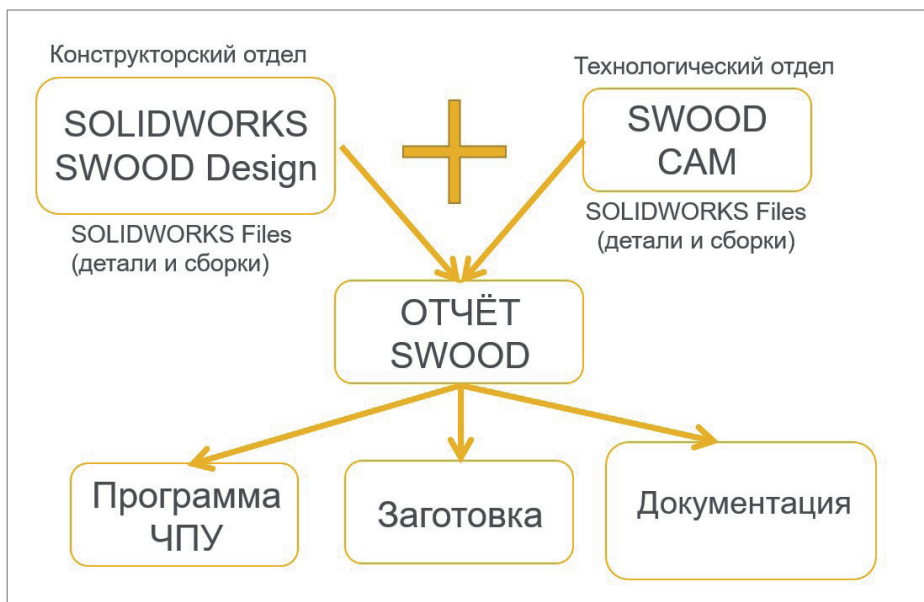 Конструкторский отдел
SOLIDWORKS
SWOOD Design
SOLIDWORKS Files
(детали и сборки)
Технологический отдел
SWOOD
CAM
SOLIDWORKS Files
(детали и сборки)
ОТЧЁТ
SWOOD
Программа
ЧПУ
Заготовка
Документация